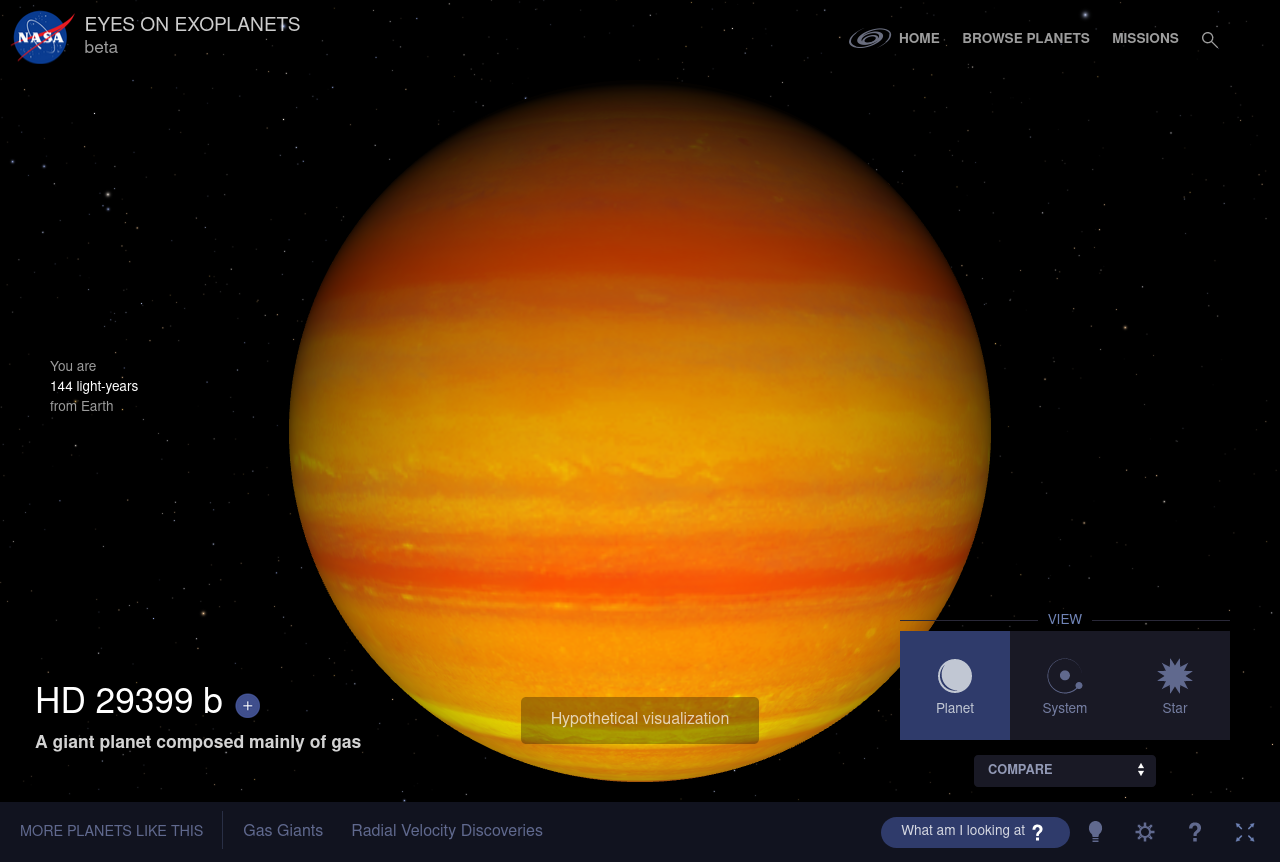 NASA
EYES ON EXOPLANETS
beta
HOME
BROWSE PLANETS
MISSIONS
You are
144 light-years
from Earth
HD 29399 b +
A giant planet composed mainly of gas
Hypothetical visualization
VIEW
Planet
System
Star
COMPARE
MORE PLANETS LIKE THIS
Gas Giants
Radial Velocity Discoveries
What am I looking at ?
?